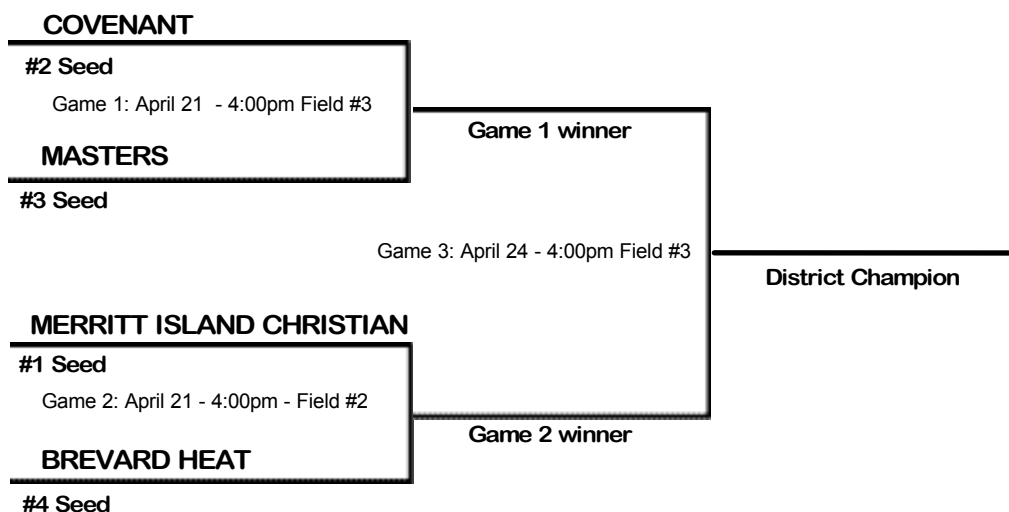 COVENANT
#2 Seed
Game 1: April 21 - 4:00pm Field #3
Game 1 winner
MASTERS
#3 Seed
Game 3: April 24 - 4:00pm Field #3
District Champion
MERRITT ISLAND CHRISTIAN
#1 Seed
Game 2: April 21 - 4:00pm - Field #2
Game 2 winner
BREVARD HEAT
#4 Seed